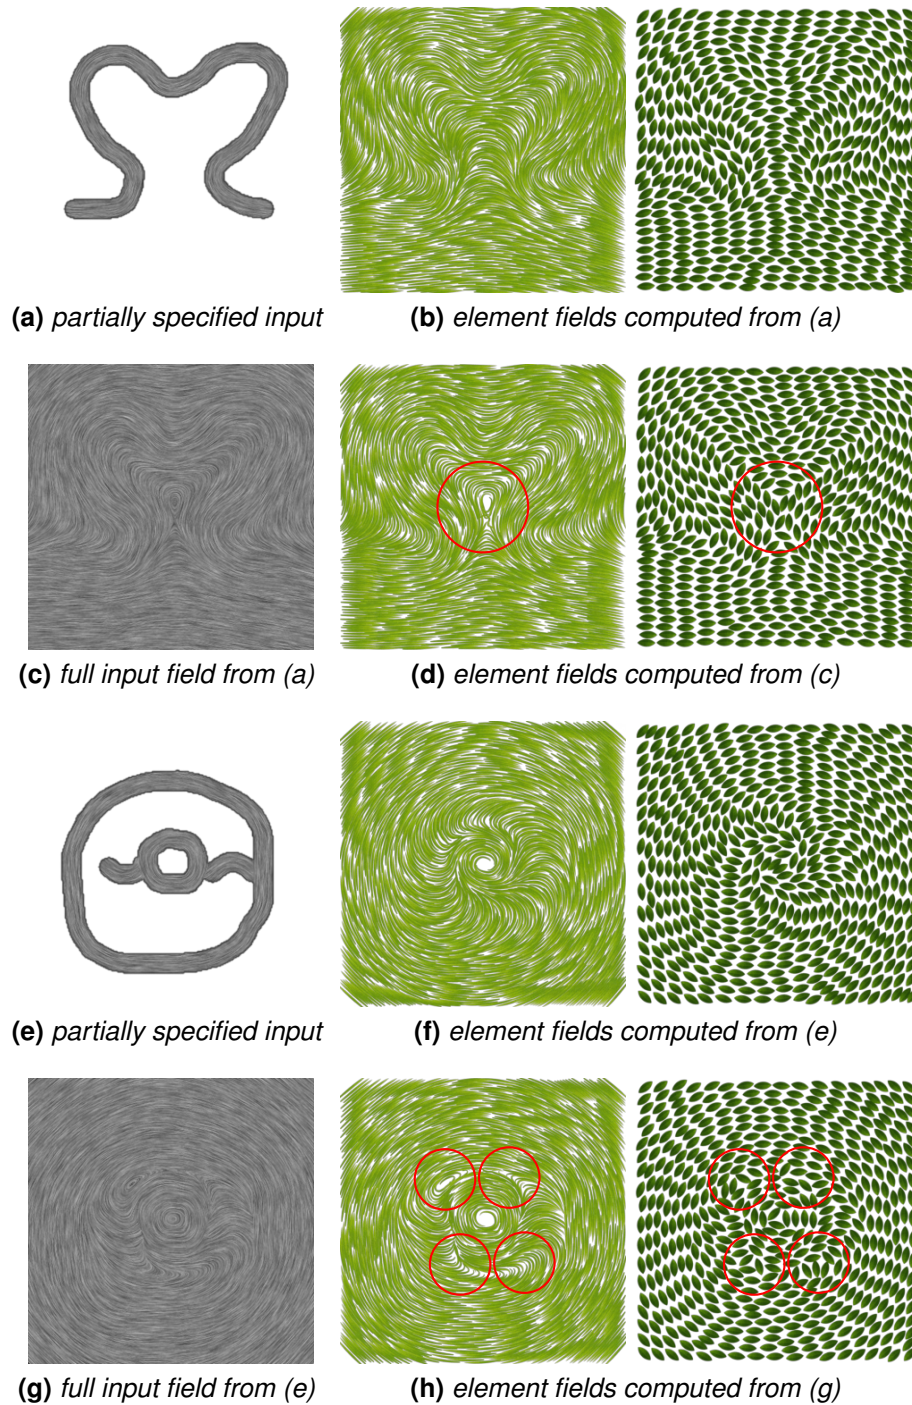 (a) partially specified input
(b) element fields computed from (a)
(c) full input field from (a)
(d) element fields computed from (c)
(e) partially specified input
(f) element fields computed from (e)
(g) full input field from (e)
(h) element fields computed from (g)